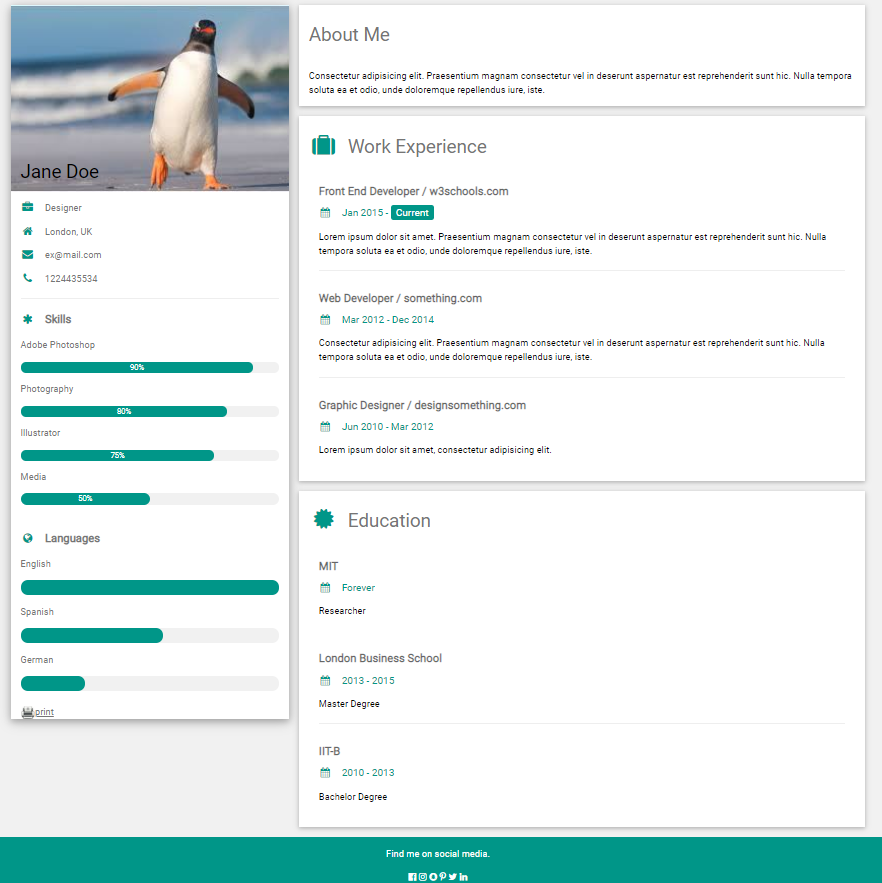 Jane Doe
Designer
London, UK
ex@mail.com
1224435534
Skills
Adobe Photoshop
90%
Photography
80%
Illustrator
75%
Media
50%
Languages
English
Spanish
German
print
About Me
Consectetur adipisicing elit. Praesentium magnam consectetur vel in deserunt aspernatur est reprehenderit sunt hic. Nulla tempora
soluta ea et odio, unde doloremque repellendus iure, iste.
Work Experience
Front End Developer / w3schools.com
Jan 2015 - Current
Lorem ipsum dolor sit amet. Praesentium magnam consectetur vel in deserunt aspernatur est reprehenderit sunt hic. Nulla
tempora soluta ea et odio, unde doloremque repellendus iure, iste.
Web Developer / something.com
Mar 2012 - Dec 2014
Consectetur adipisicing elit. Praesentium magnam consectetur vel in deserunt aspernatur est reprehenderit sunt hic. Nulla
tempora soluta ea et odio, unde doloremque repellendus iure, iste.
Graphic Designer / designsomething.com
Jun 2010 - Mar 2012
Lorem ipsum dolor sit amet, consectetur adipisicing elit.
Education
MIT
Forever
Researcher
London Business School
2013 - 2015
Master Degree
IIT-B
2010 - 2013
Bachelor Degree
Find me on social media.